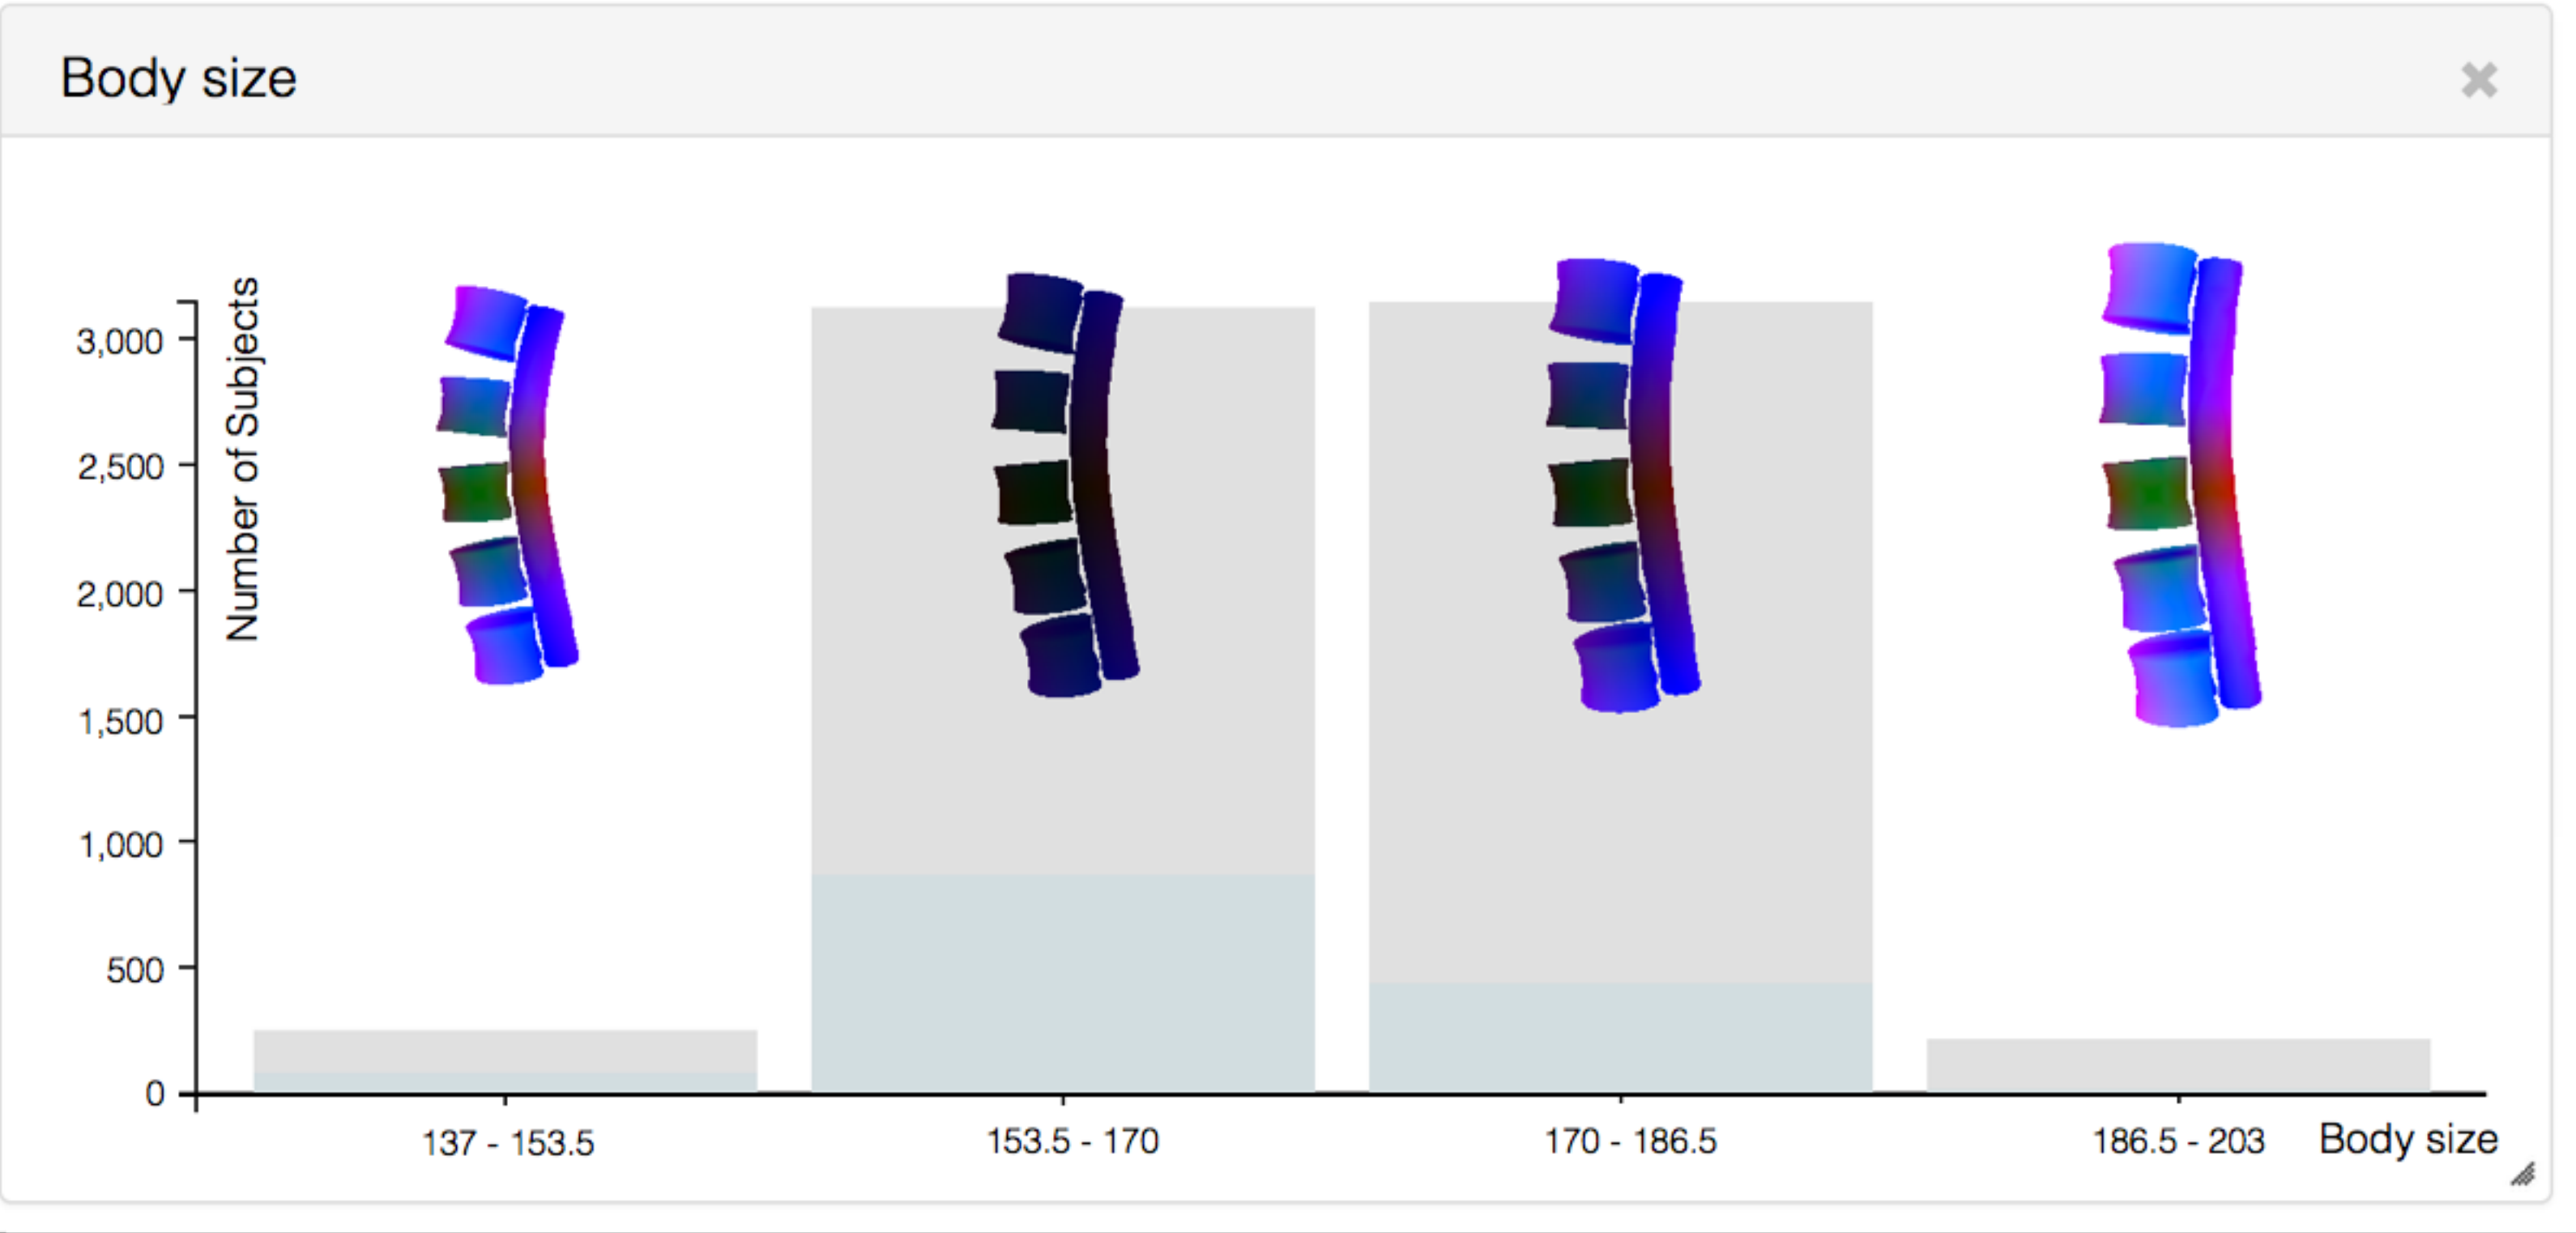 Body size
Number of Subjects
3,000
2,500
2,000
1,500
1,000
500
0
137 - 153.5
153.5 - 170
170 - 186.5
186.5 - 203
Body size